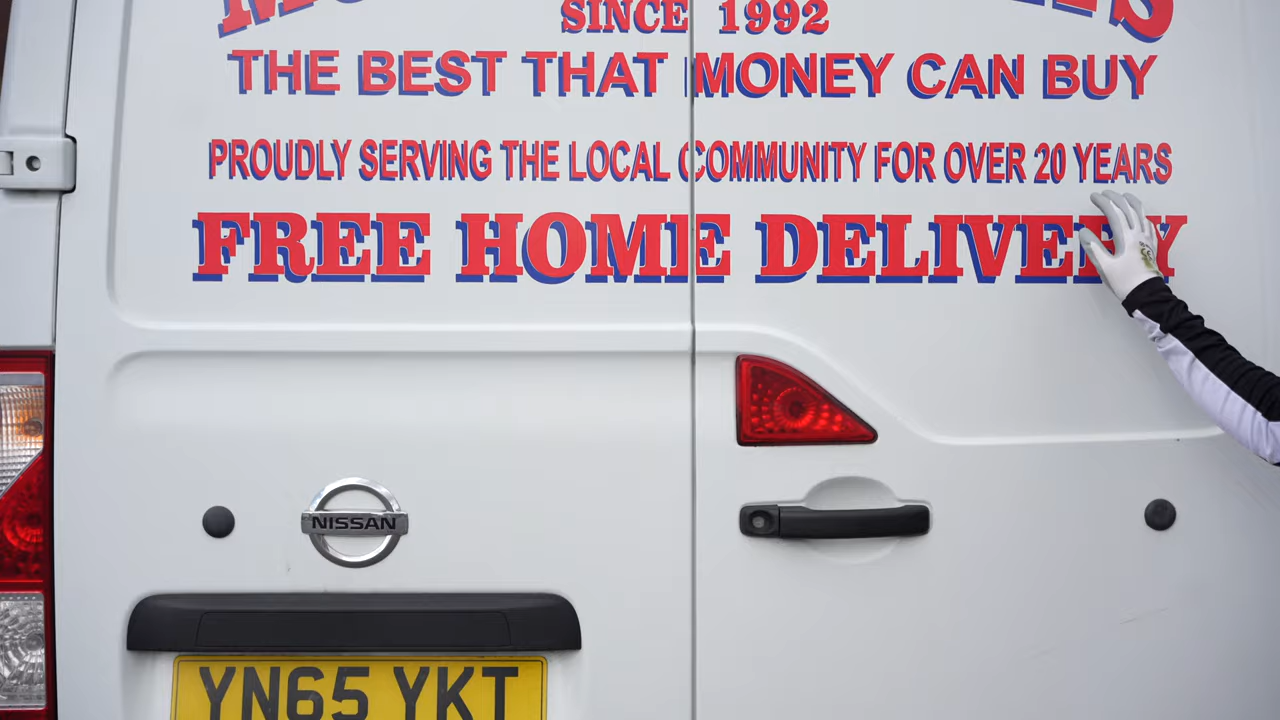 SINCE 1992
THE BEST THAT MONEY CAN BUY
PROUDLY SERVING THE LOCAL COMMUNITY FOR OVER 20 YEARS
FREE HOME DELIVERY
NISSAN
YN65 YKT